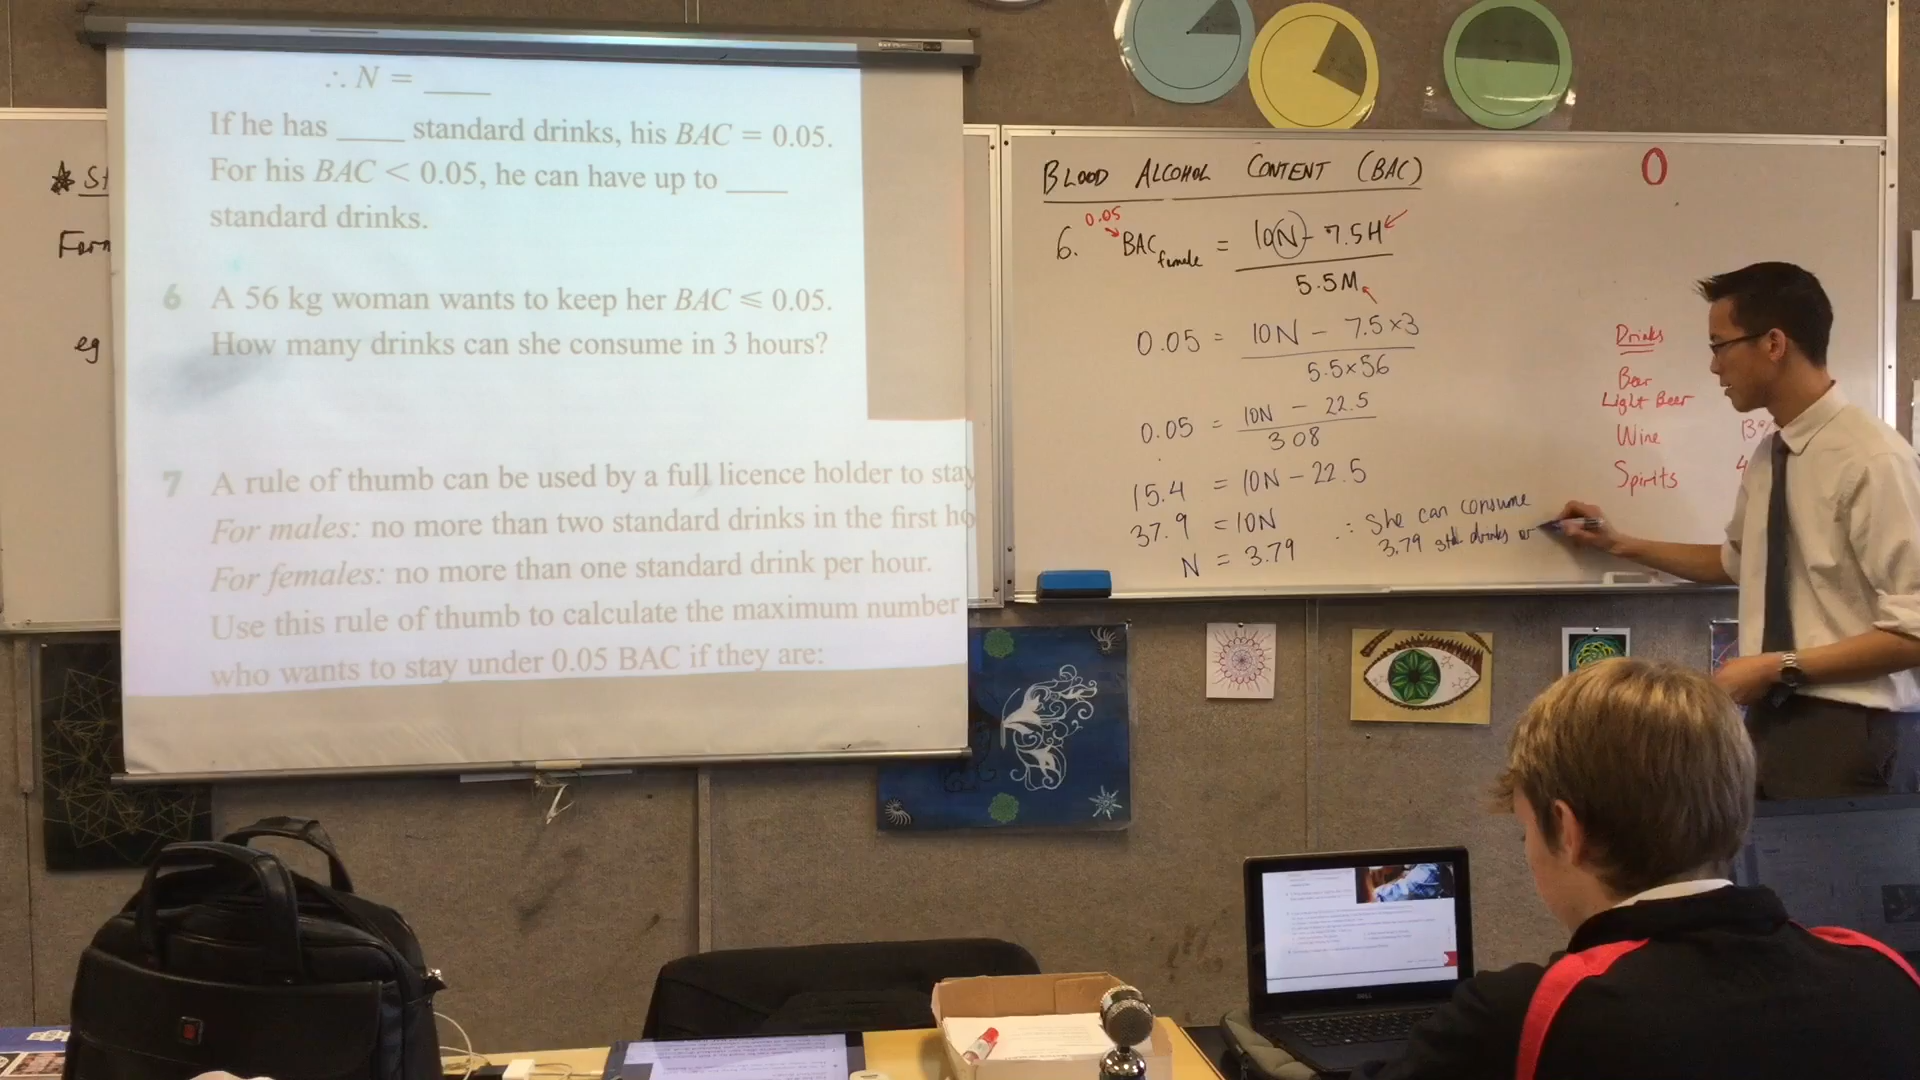 ∴ N = ____
If he has ____ standard drinks, his BAC = 0.05.
For his BAC < 0.05, he can have up to ____
standard drinks.
6 A 56 kg woman wants to keep her BAC ⩽ 0.05.
How many drinks can she consume in 3 hours?
7 A rule of thumb can be used by a full licence holder to stay
For males: no more than two standard drinks in the first ho
For females: no more than one standard drink per hour.
Use this rule of thumb to calculate the maximum number
who wants to stay under 0.05 BAC if they are:
★ St
Form
eg
BLOOD ALCOHOL CONTENT (BAC)
0
0.05
6. BAC female = (10N - 7.5H) / 5.5M
0.05 = (10N - 7.5×3) / 5.5×56
0.05 = (10N - 22.5) / 308
15.4 = 10N - 22.5
37.9 = 10N
N = 3.79
∴ She can consume
3.79 std. drinks or
Drinks
Beer
Light Beer
Wine 13%
Spirits 4
DELL